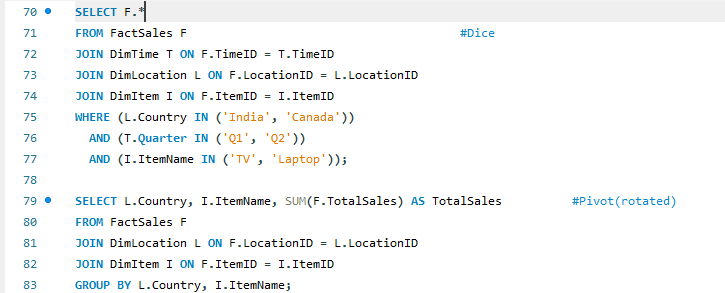 70 SELECT F.*
71 FROM FactSales F #Dice
72 JOIN DimTime T ON F.TimeID = T.TimeID
73 JOIN DimLocation L ON F.LocationID = L.LocationID
74 JOIN DimItem I ON F.ItemID = I.ItemID
75 WHERE (L.Country IN ('India', 'Canada'))
76 AND (T.Quarter IN ('Q1', 'Q2'))
77 AND (I.ItemName IN ('TV', 'Laptop'));
78
79 SELECT L.Country, I.ItemName, SUM(F.TotalSales) AS TotalSales #Pivot(rotated)
80 FROM FactSales F
81 JOIN DimLocation L ON F.LocationID = L.LocationID
82 JOIN DimItem I ON F.ItemID = I.ItemID
83 GROUP BY L.Country, I.ItemName;